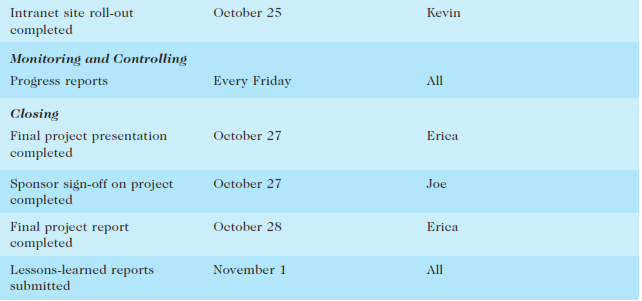 Intranet site roll-out October 25 Kevin
completed
Monitoring and Controlling
Progress reports Every Friday All
Closing
Final project presentation October 27 Erica
completed
Sponsor sign-off on project October 27 Joe
completed
Final project report October 28 Erica
completed
Lessons-learned reports November 1 All
submitted